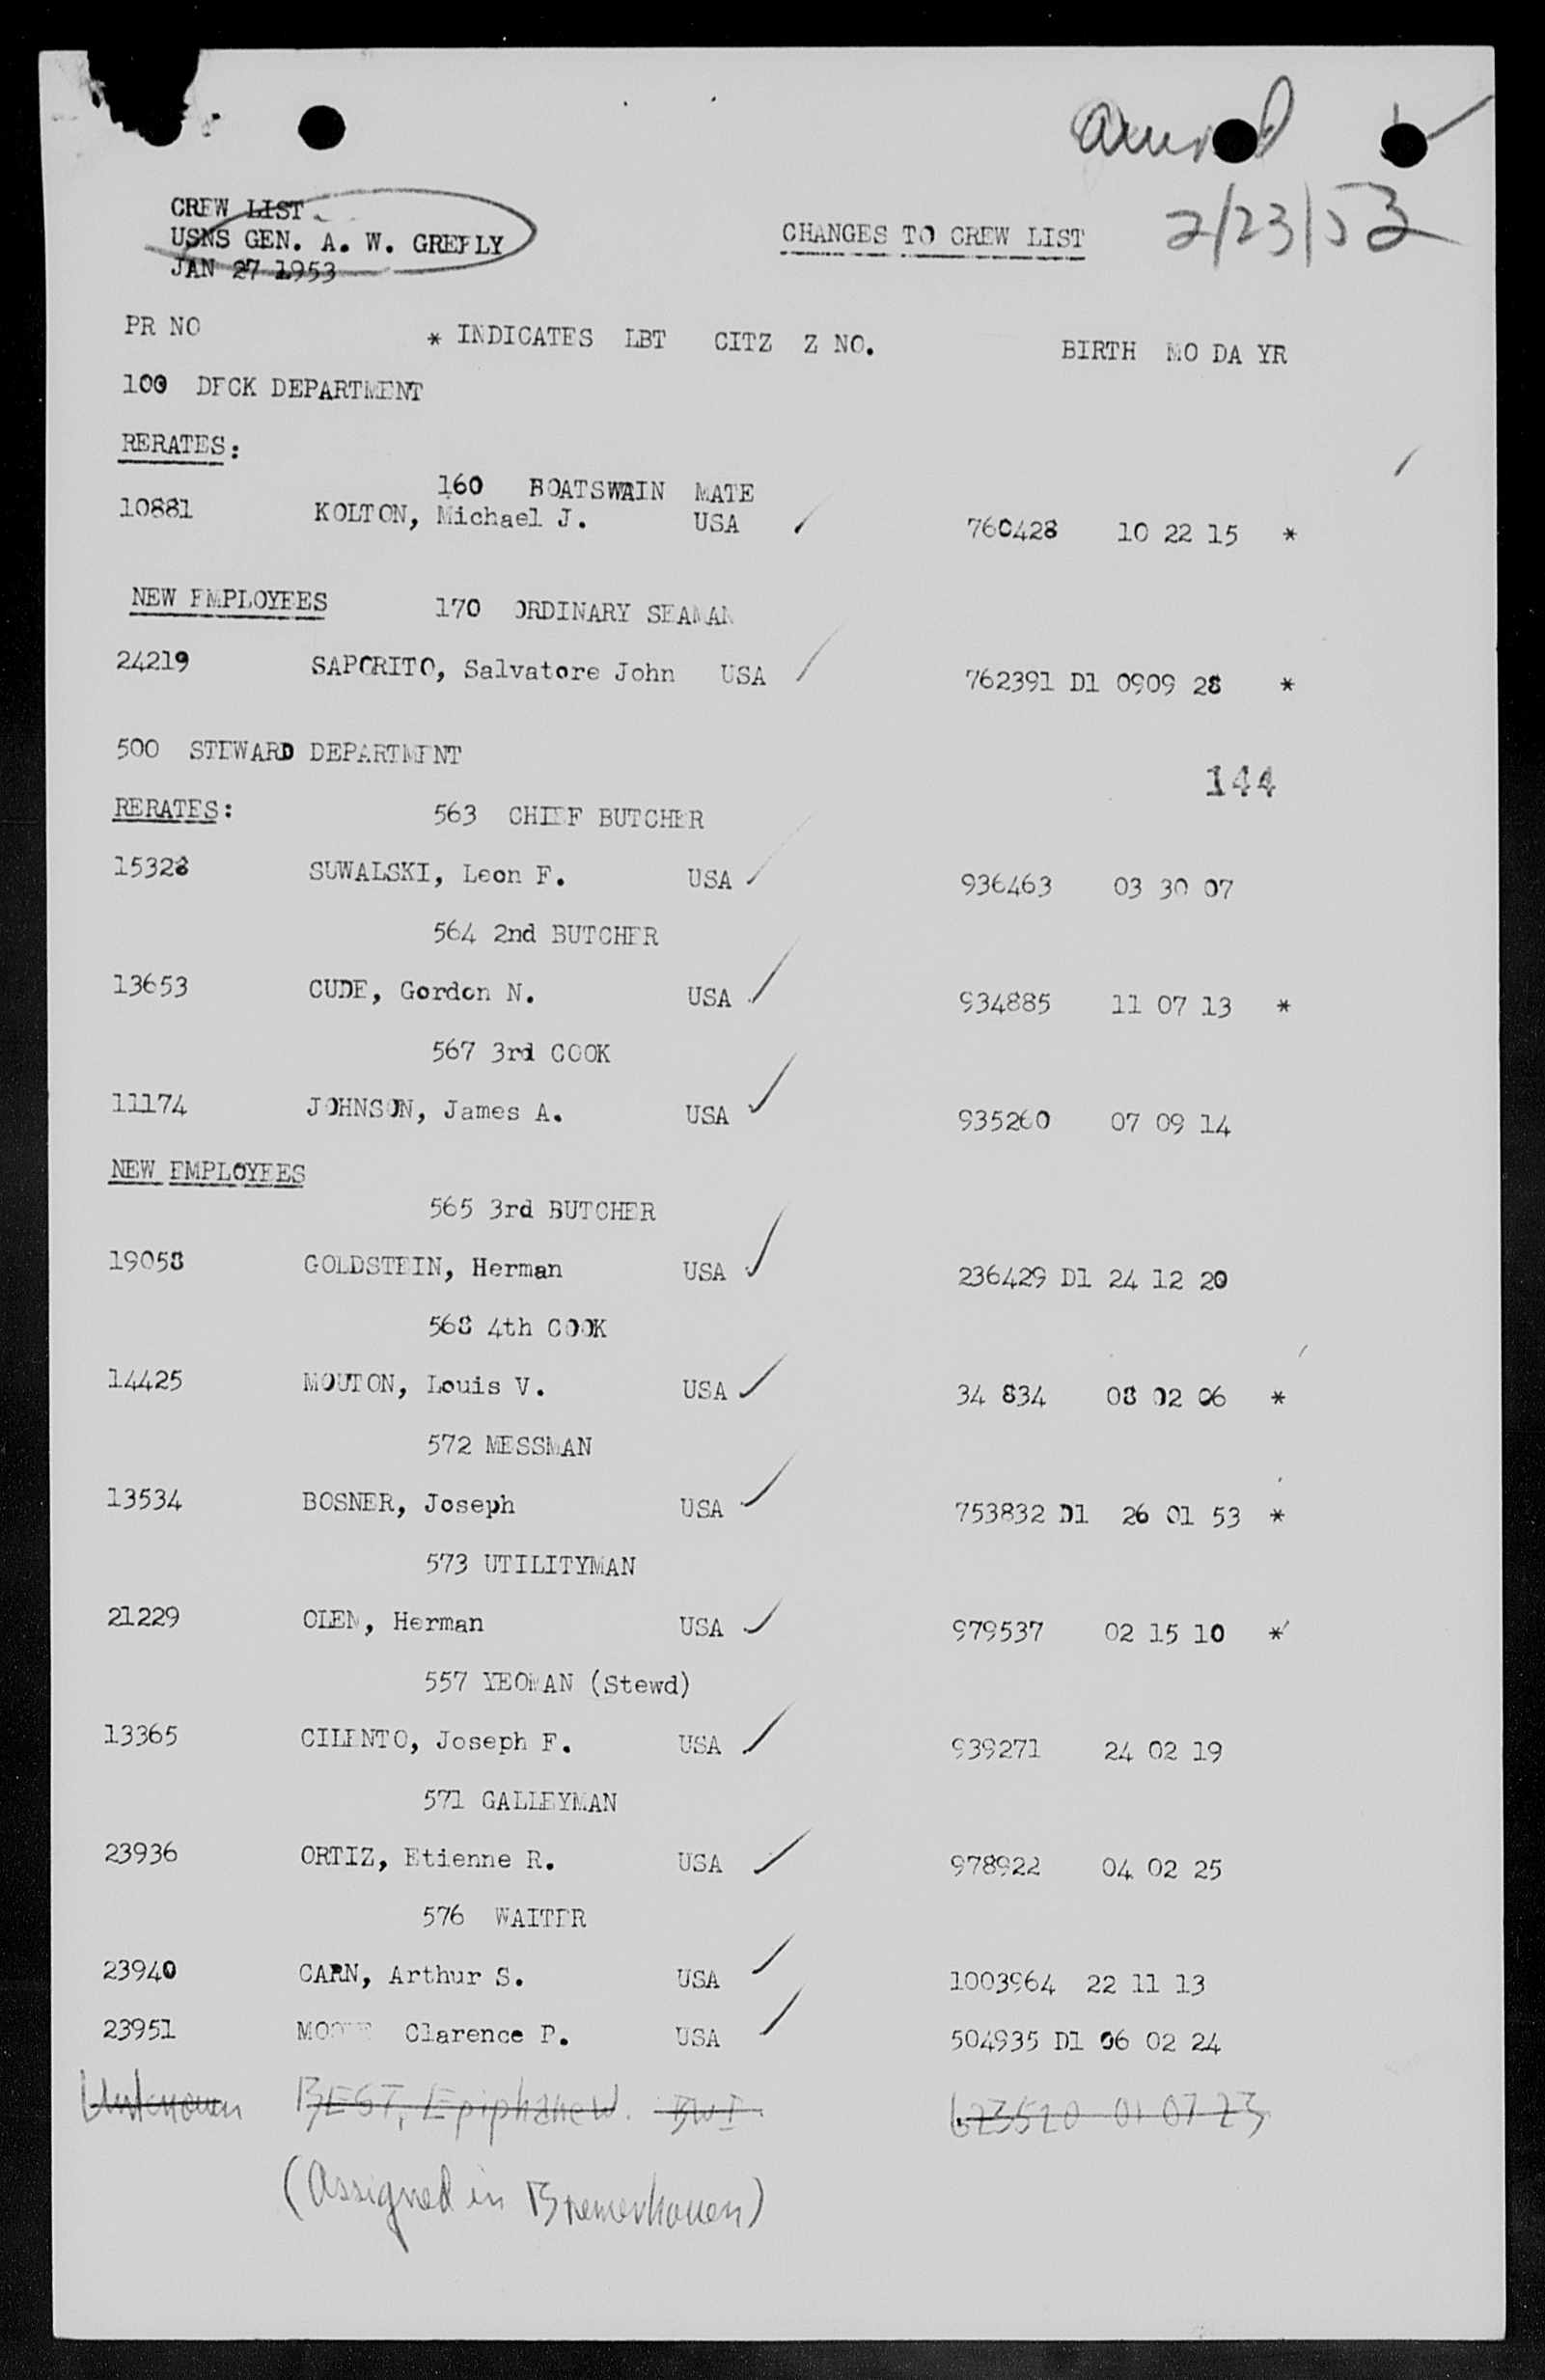 Arrived
2/23/53
CREW LIST
USNS GEN. A. W. GREELY
JAN 27 1953
CHANGES TO CREW LIST
PR NO * INDICATES LBT CITZ Z NO. BIRTH MO DA YR
100 DECK DEPARTMENT
RERATES:
160 BOATSWAIN MATE
10881 KOLTON, Michael J. USA 760428 10 22 15 *
NEW EMPLOYEES 170 ORDINARY SEAMAN
24219 SAPORITO, Salvatore John USA 762391 D1 0909 28 *
500 STEWARD DEPARTMENT
144
RERATES: 563 CHIEF BUTCHER
15328 SUWALSKI, Leon F. USA 936463 03 30 07
564 2nd BUTCHER
13653 CUDE, Gordon N. USA 934885 11 07 13 *
567 3rd COOK
11174 JOHNSON, James A. USA 935260 07 09 14
NEW EMPLOYEES
565 3rd BUTCHER
19058 GOLDSTEIN, Herman USA 236429 D1 24 12 20
568 4th COOK
14425 MOUTON, Louis V. USA 34 834 08 02 06 *
572 MESSMAN
13534 BOSNER, Joseph USA 753832 D1 26 01 53 *
573 UTILITYMAN
21229 OLEN, Herman USA 979537 02 15 10 *
557 YEOMAN (Stewd)
13365 CILENTO, Joseph F. USA 939271 24 02 19
571 GALLEYMAN
23936 ORTIZ, Etienne R. USA 978922 04 02 25
576 WAITER
23940 CARN, Arthur S. USA 1003964 22 11 13
23951 Clarence P. USA 504935 D1 06 02 24
Unknown BEST, Epiphane W. BWI 623520 01 07 23
(Assigned in Bremerhaven)